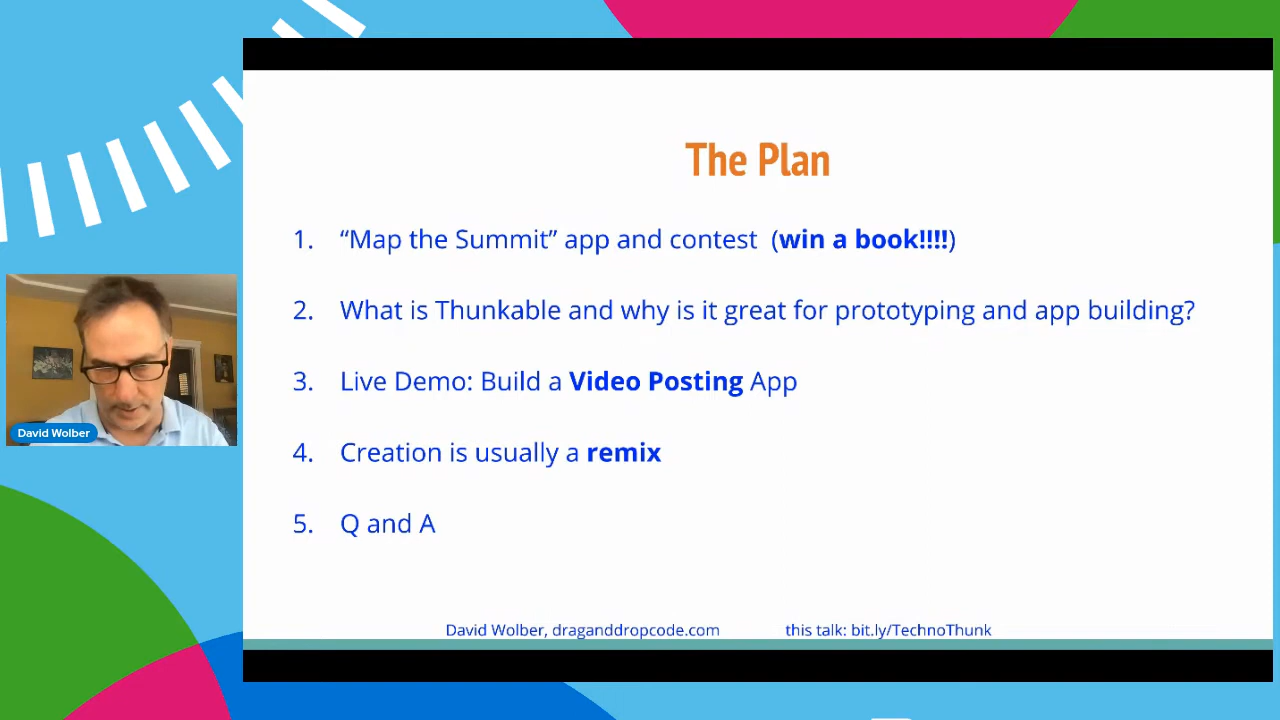 The Plan
1. “Map the Summit” app and contest (win a book!!!!)
2. What is Thunkable and why is it great for prototyping and app building?
3. Live Demo: Build a Video Posting App
4. Creation is usually a remix
5. Q and A
David Wolber
David Wolber, draganddropcode.com this talk: bit.ly/TechnoThunk